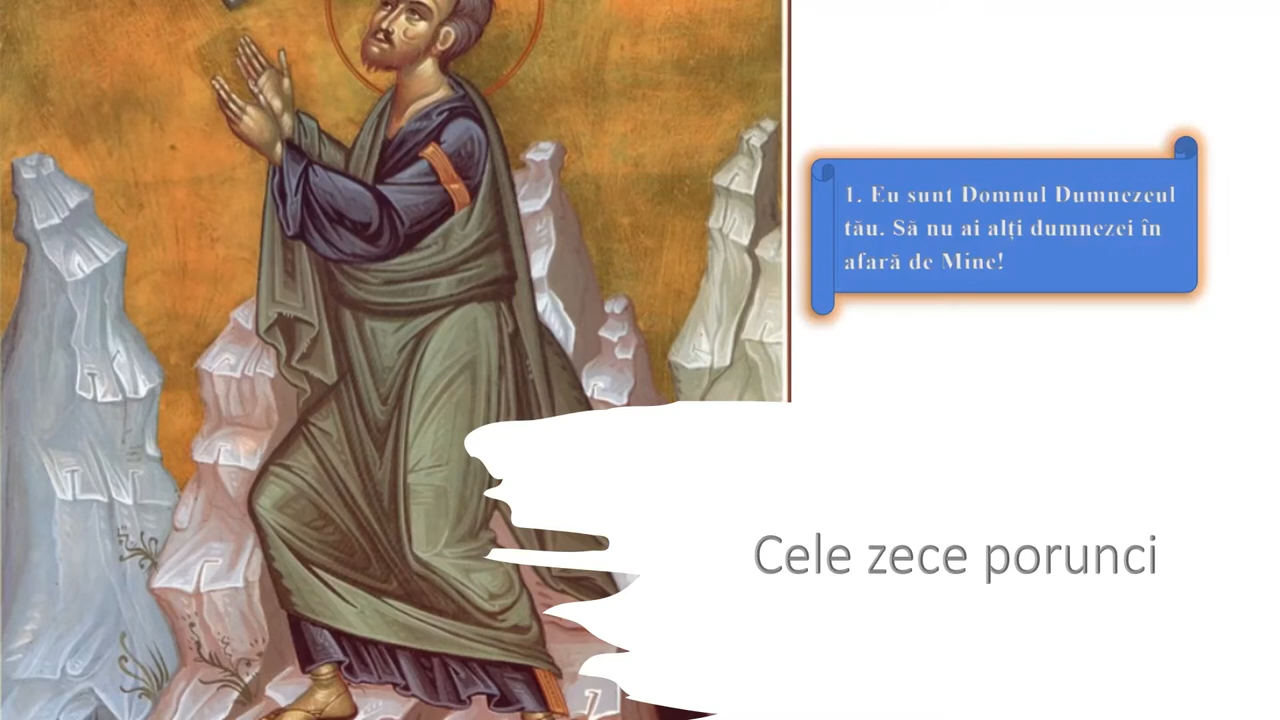 1. Eu sunt Domnul Dumnezeul
tău. Să nu ai alți dumnezei în
afară de Mine!
Cele zece porunci